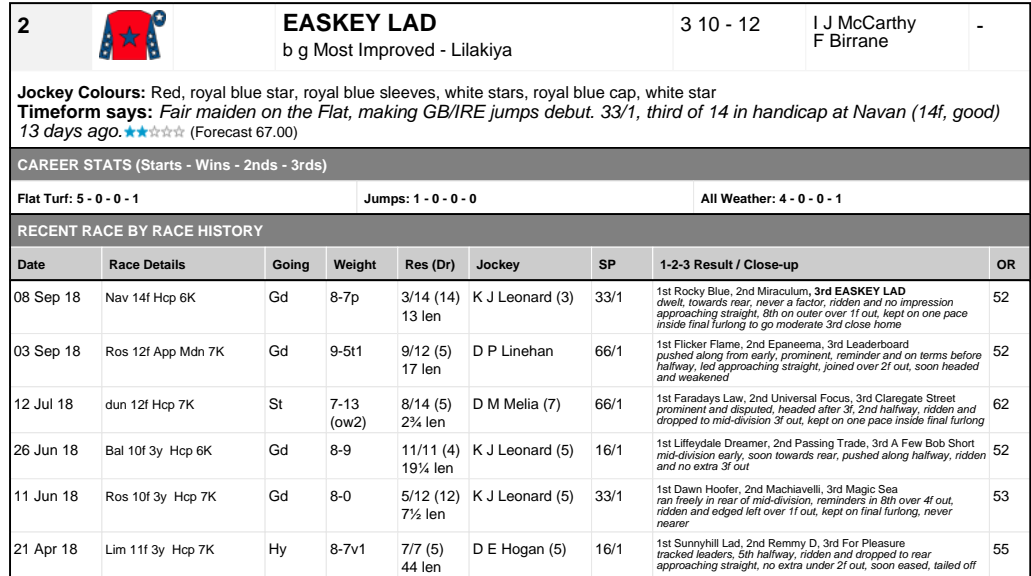 2 EASKEY LAD 3 10 - 12 I J McCarthy -
b g Most Improved - Lilakiya F Birrane
Jockey Colours: Red, royal blue star, royal blue sleeves, white stars, royal blue cap, white star
Timeform says: Fair maiden on the Flat, making GB/IRE jumps debut. 33/1, third of 14 in handicap at Navan (14f, good)
13 days ago.★★☆☆☆ (Forecast 67.00)
CAREER STATS (Starts - Wins - 2nds - 3rds)
Flat Turf: 5 - 0 - 0 - 1 Jumps: 1 - 0 - 0 - 0 All Weather: 4 - 0 - 0 - 1
RECENT RACE BY RACE HISTORY
Date Race Details Going Weight Res (Dr) Jockey SP 1-2-3 Result / Close-up OR
08 Sep 18 Nav 14f Hcp 6K Gd 8-7p 3/14 (14) K J Leonard (3) 33/1 1st Rocky Blue, 2nd Miraculum, 3rd EASKEY LAD 52
13 len dwelt, towards rear, never a factor, ridden and no impression
approaching straight, 8th on outer over 1f out, kept on one pace
inside final furlong to go moderate 3rd close home
03 Sep 18 Ros 12f App Mdn 7K Gd 9-5t1 9/12 (5) D P Linehan 66/1 1st Flicker Flame, 2nd Epaneema, 3rd Leaderboard 52
17 len pushed along from early, prominent, reminder and on terms before
halfway, led approaching straight, joined over 2f out, soon headed
and weakened
12 Jul 18 dun 12f Hcp 7K St 7-13 8/14 (5) D M Melia (7) 66/1 1st Faradays Law, 2nd Universal Focus, 3rd Claregate Street 62
(ow2) 2¾ len prominent and disputed, headed after 3f, 2nd halfway, ridden and
dropped to mid-division 3f out, kept on one pace inside final furlong
26 Jun 18 Bal 10f 3y Hcp 6K Gd 8-9 11/11 (4) K J Leonard (5) 16/1 1st Liffeydale Dreamer, 2nd Passing Trade, 3rd A Few Bob Short 52
19¼ len mid-division early, soon towards rear, pushed along halfway, ridden
and no extra 3f out
11 Jun 18 Ros 10f 3y Hcp 7K Gd 8-0 5/12 (12) K J Leonard (5) 33/1 1st Dawn Hoofer, 2nd Machiavelli, 3rd Magic Sea 53
7½ len ran freely in rear of mid-division, reminders in 8th over 4f out,
ridden and edged left over 1f out, kept on final furlong, never
nearer
21 Apr 18 Lim 11f 3y Hcp 7K Hy 8-7v1 7/7 (5) D E Hogan (5) 16/1 1st Sunnyhill Lad, 2nd Remmy D, 3rd For Pleasure 55
44 len tracked leaders, 5th halfway, ridden and dropped to rear
approaching straight, no extra under 2f out, soon eased, tailed off